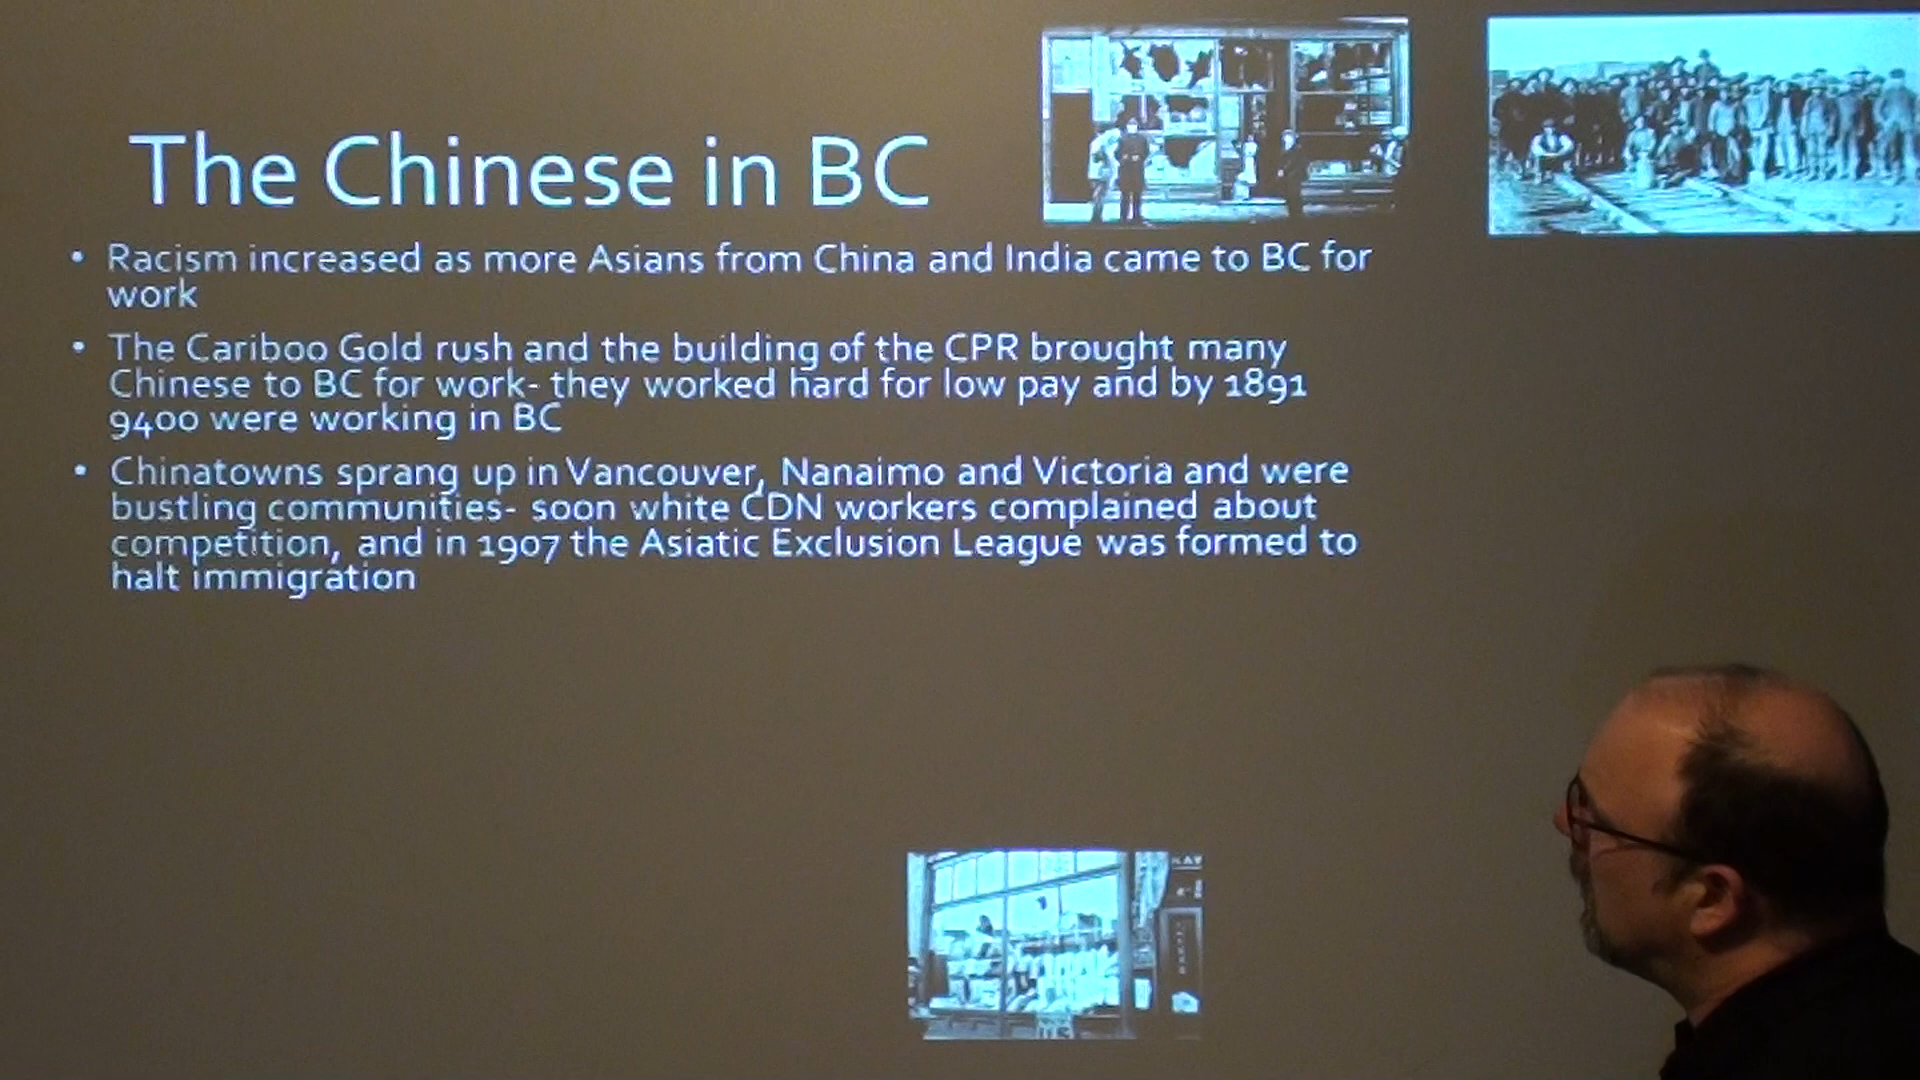 The Chinese in BC
• Racism increased as more Asians from China and India came to BC for
work
• The Cariboo Gold rush and the building of the CPR brought many
Chinese to BC for work- they worked hard for low pay and by 1891
9400 were working in BC
• Chinatowns sprang up in Vancouver, Nanaimo and Victoria and were
bustling communities- soon white CDN workers complained about
competition, and in 1907 the Asiatic Exclusion League was formed to
halt immigration